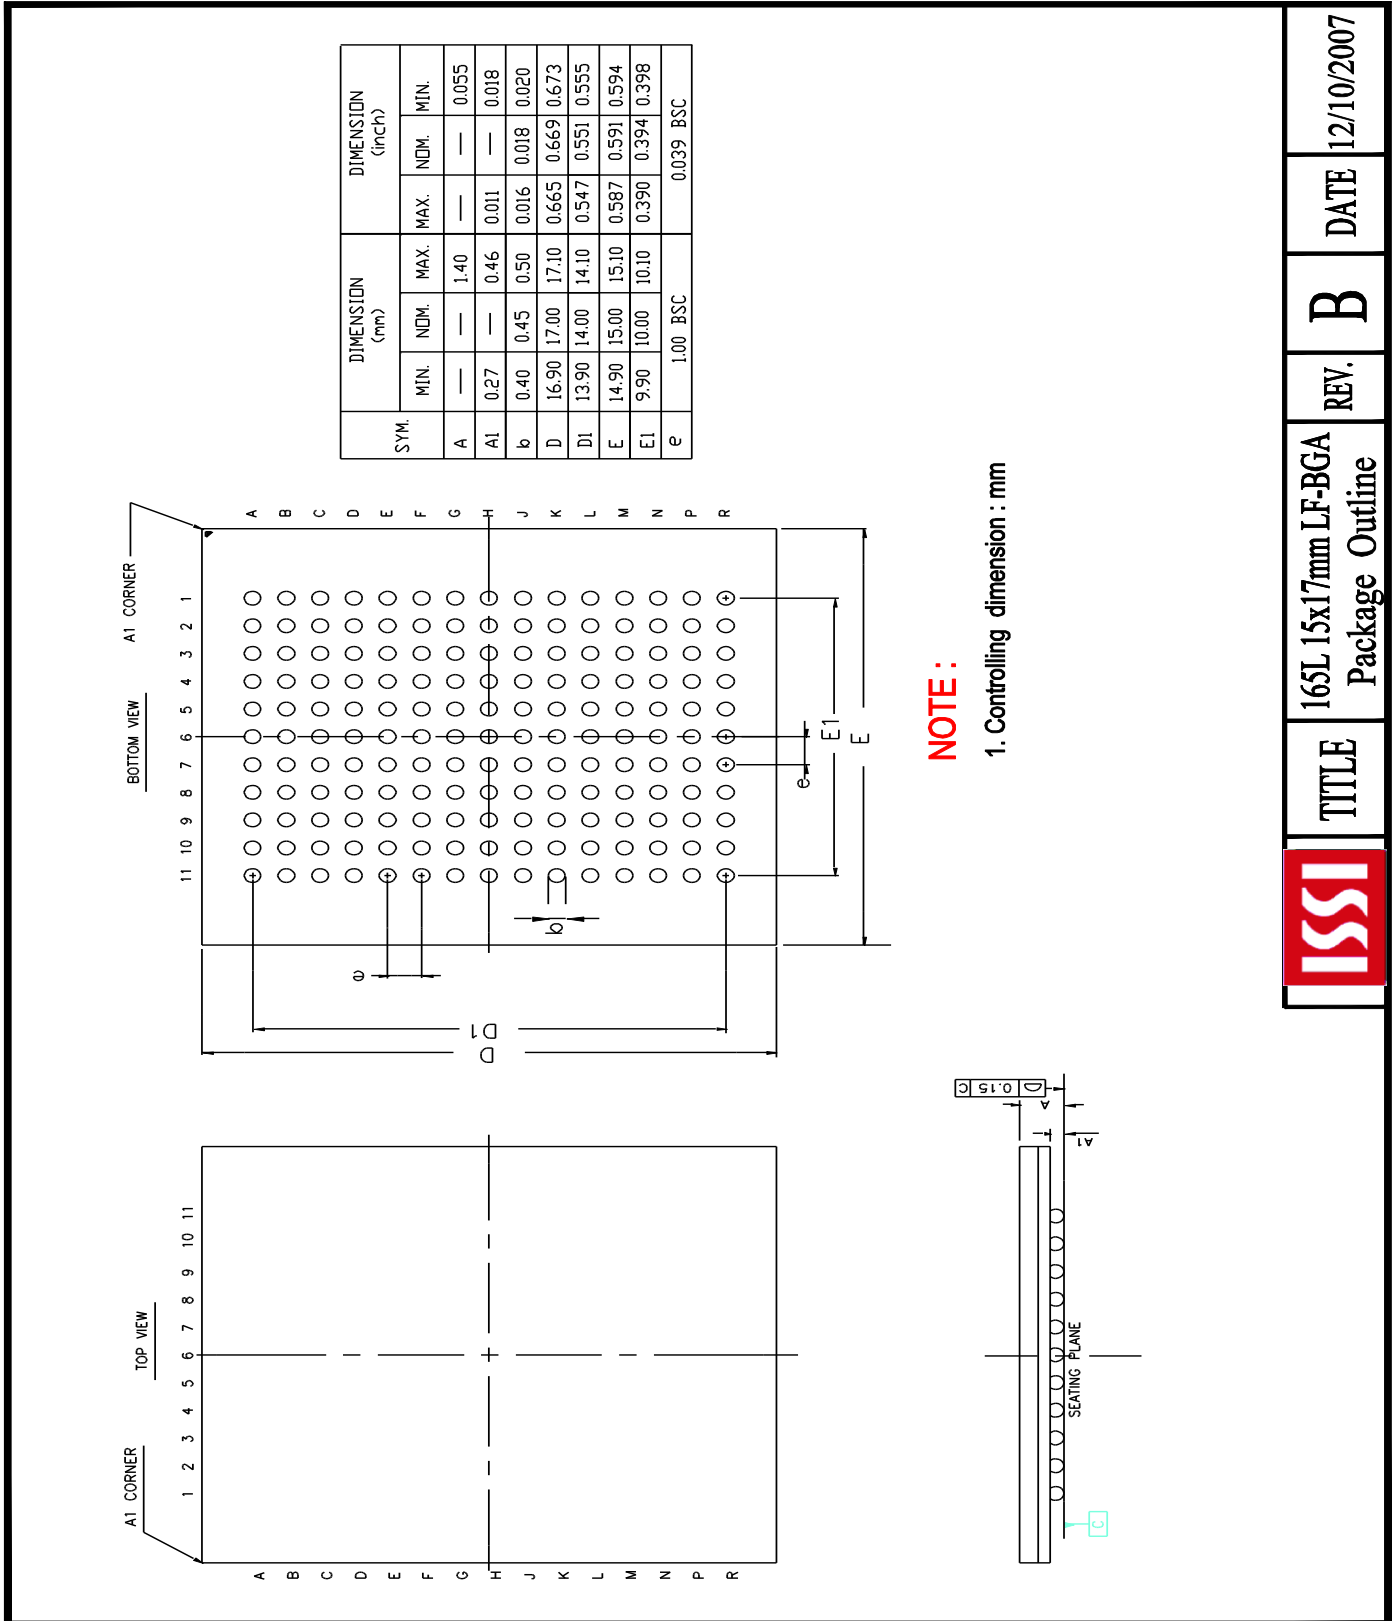 TOP VIEW
A1 CORNER
1 2 3 4 5 6 7 8 9 10 11
A
B
C
D
E
F
G
H
J
K
L
M
N
P
R
BOTTOM VIEW
A1 CORNER
11 10 9 8 7 6 5 4 3 2 1
A
B
C
D
E
F
G
H
J
K
L
M
N
P
R
e
D1
D
b
e
E1
E
SYM. DIMENSION (mm) DIMENSION (inch)
MIN. NOM. MAX. MAX. NOM. MIN.
A — — 1.40 — — 0.055
A1 0.27 — 0.46 0.011 — 0.018
b 0.40 0.45 0.50 0.016 0.018 0.020
D 16.90 17.00 17.10 0.665 0.669 0.673
D1 13.90 14.00 14.10 0.547 0.551 0.555
E 14.90 15.00 15.10 0.587 0.591 0.594
E1 9.90 10.00 10.10 0.390 0.394 0.398
e 1.00 BSC 0.039 BSC
NOTE :
1. Controlling dimension : mm
D 0.15 C
A
A1
SEATING PLANE
C
ISSI
TITLE
165L 15x17mm LF-BGA
Package Outline
REV.
B
DATE
12/10/2007